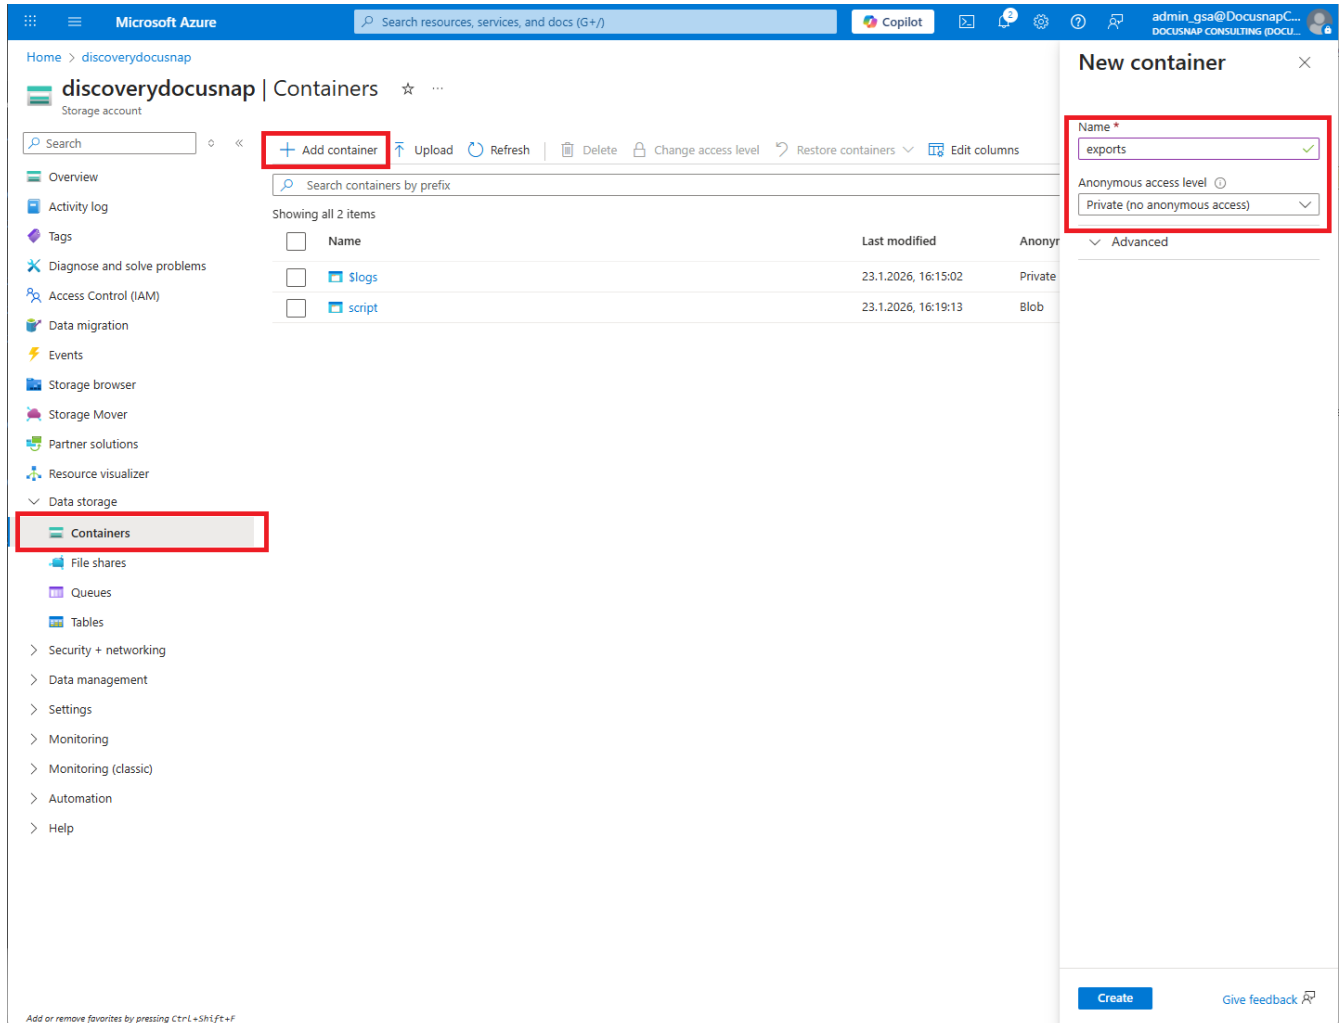 Microsoft Azure
Search resources, services, and docs (G+/)
Copilot
2
admin_gsa@DocusnapC...
DOCUSNAP CONSULTING (DOCU...
Home > discoverydocusnap
discoverydocusnap | Containers
Storage account
Search
Overview
Activity log
Tags
Diagnose and solve problems
Access Control (IAM)
Data migration
Events
Storage browser
Storage Mover
Partner solutions
Resource visualizer
Data storage
Containers
File shares
Queues
Tables
Security + networking
Data management
Settings
Monitoring
Monitoring (classic)
Automation
Help
Add or remove favorites by pressing Ctrl+Shift+F
Add container Upload Refresh Delete Change access level Restore containers Edit columns
Search containers by prefix
Showing all 2 items
Name Last modified Anonyr
$logs 23.1.2026, 16:15:02 Private
script 23.1.2026, 16:19:13 Blob
New container
Name *
exports
Anonymous access level
Private (no anonymous access)
Advanced
Create
Give feedback